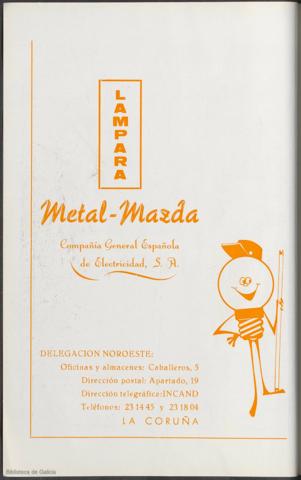 LAMPARA
Metal-Mazda
Compañia General Española
de Electricidad, S. A.
DELEGACION NOROESTE:
Oficinas y almacenes: Caballeros, 5
Dirección postal: Apartado, 19
Dirección telegráfica: INCAND
Teléfonos: 23 14 45 y 23 18 04
LA CORUÑA
Biblioteca de Galicia